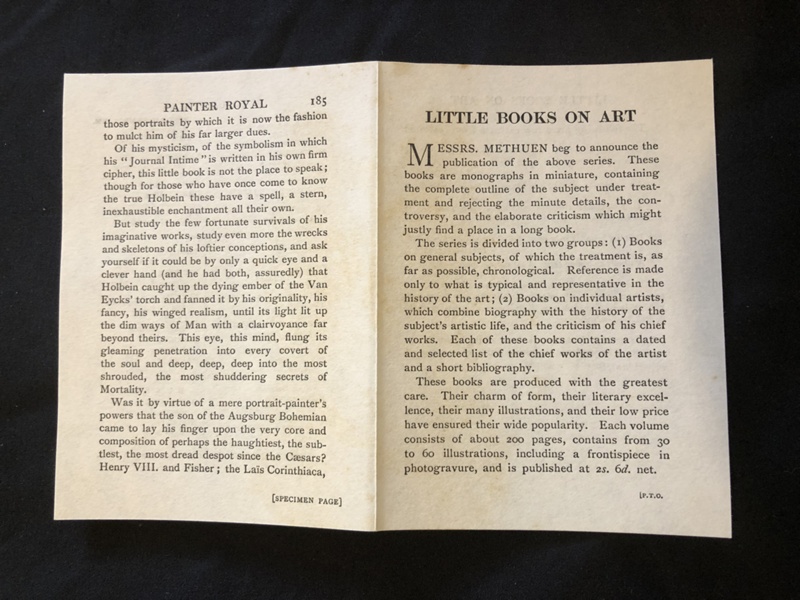 PAINTER ROYAL 185
those portraits by which it is now the fashion
to mulct him of his far larger dues.
Of his mysticism, of the symbolism in which
his "Journal Intime" is written in his own firm
cipher, this little book is not the place to speak;
though for those who have once come to know
the true Holbein these have a spell, a stern,
inexhaustible enchantment all their own.
But study the few fortunate survivals of his
imaginative works, study even more the wrecks
and skeletons of his loftier conceptions, and ask
yourself if it could be by only a quick eye and a
clever hand (and he had both, assuredly) that
Holbein caught up the dying ember of the Van
Eycks' torch and fanned it by his originality, his
fancy, his winged realism, until its light lit up
the dim ways of Man with a clairvoyance far
beyond theirs. This eye, this mind, flung its
gleaming penetration into every covert of
the soul and deep, deep, deep into the most
shrouded, the most shuddering secrets of
Mortality.
Was it by virtue of a mere portrait-painter's
powers that the son of the Augsburg Bohemian
came to lay his finger upon the very core and
composition of perhaps the haughtiest, the sub-
tlest, the most dread despot since the Cæsars?
Henry VIII. and Fisher; the Laïs Corinthiaca,
[SPECIMEN PAGE]
LITTLE BOOKS ON ART
MESSRS. METHUEN beg to announce the
publication of the above series. These
books are monographs in miniature, containing
the complete outline of the subject under treat-
ment and rejecting the minute details, the con-
troversy, and the elaborate criticism which might
justly find a place in a long book.
The series is divided into two groups: (1) Books
on general subjects, of which the treatment is, as
far as possible, chronological. Reference is made
only to what is typical and representative in the
history of the art; (2) Books on individual artists,
which combine biography with the history of the
subject's artistic life, and the criticism of his chief
works. Each of these books contains a dated
and selected list of the chief works of the artist
and a short bibliography.
These books are produced with the greatest
care. Their charm of form, their literary excel-
lence, their many illustrations, and their low price
have ensured their wide popularity. Each volume
consists of about 200 pages, contains from 30
to 60 illustrations, including a frontispiece in
photogravure, and is published at 2s. 6d. net.
[P.T.O.